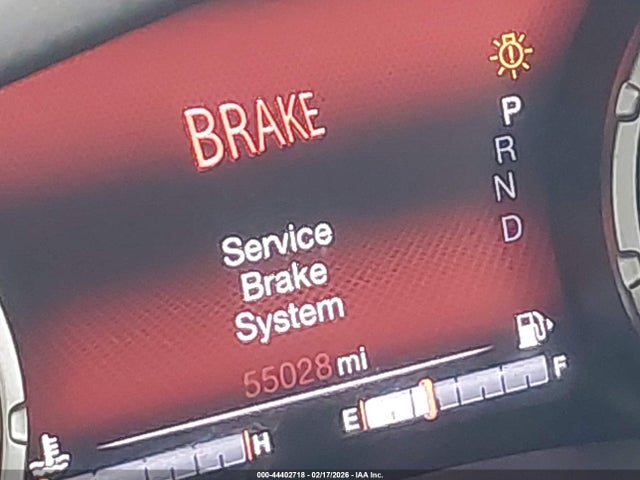 BRAKE
P
R
N
D
Service
Brake
System
55028 mi
E F
H
000-44402718 - 02/17/2026 - IAA Inc.